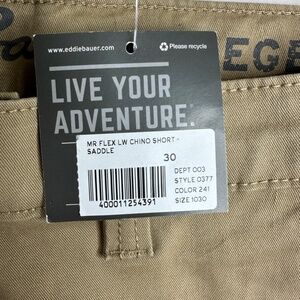 www.eddiebauer.com
Please recycle
EGE
LIVE YOUR
ADVENTURE.
MR FLEX LW CHINO SHORT -
SADDLE
30
DEPT 003
STYLE 0377
COLOR 241
SIZE 1030
400011254391